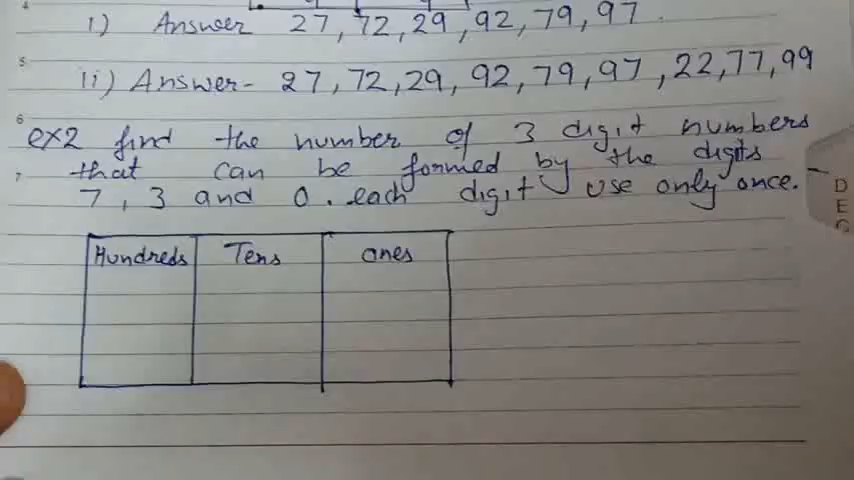 i) Answer 27, 72, 29, 92, 79, 97.
ii) Answer- 27, 72, 29, 92, 79, 97, 22, 77, 99
ex2 find the number of 3 digit numbers
that can be formed by the digits
7, 3 and 0. each digit use only once.
Hundreds Tens ones
DEC